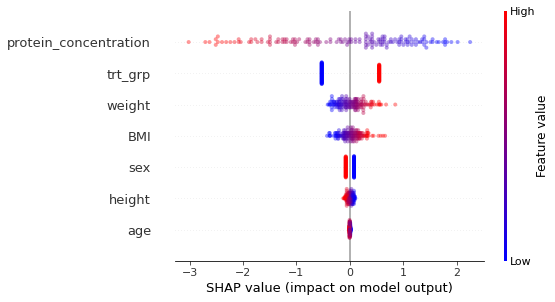 High
protein_concentration
trt_grp
weight
BMI
sex
height
age
Feature value
Low
−3 −2 −1 0 1 2
SHAP value (impact on model output)